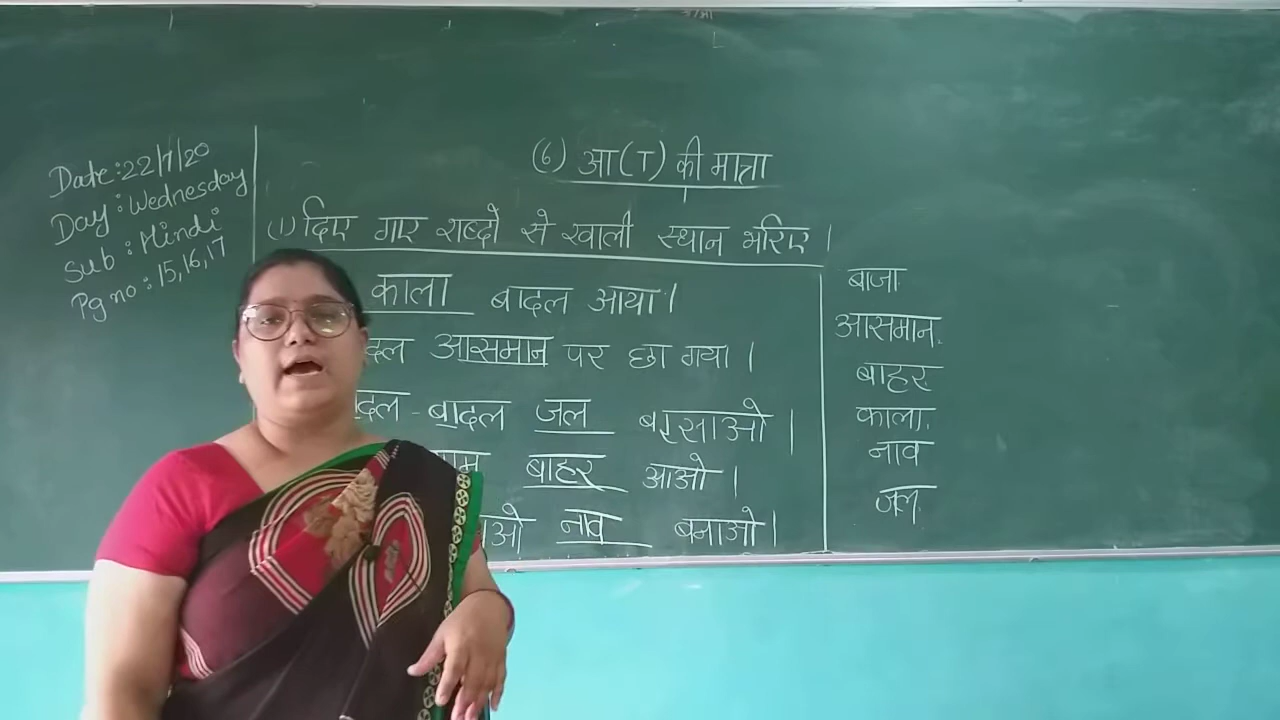 Date:22/7/20
Day: Wednesday
Sub: Hindi
Pg no: 15,16,17
(6) आ(ा) की मात्रा
(1) दिए गए शब्दों से खाली स्थान भरिए।
काला बादल आया।
आसमान पर छा गया।
बादल जल बरसाओ।
बाहर आओ।
नाव बनाओ।
बाजा
आसमान
बाहर
काला
नाव
जल